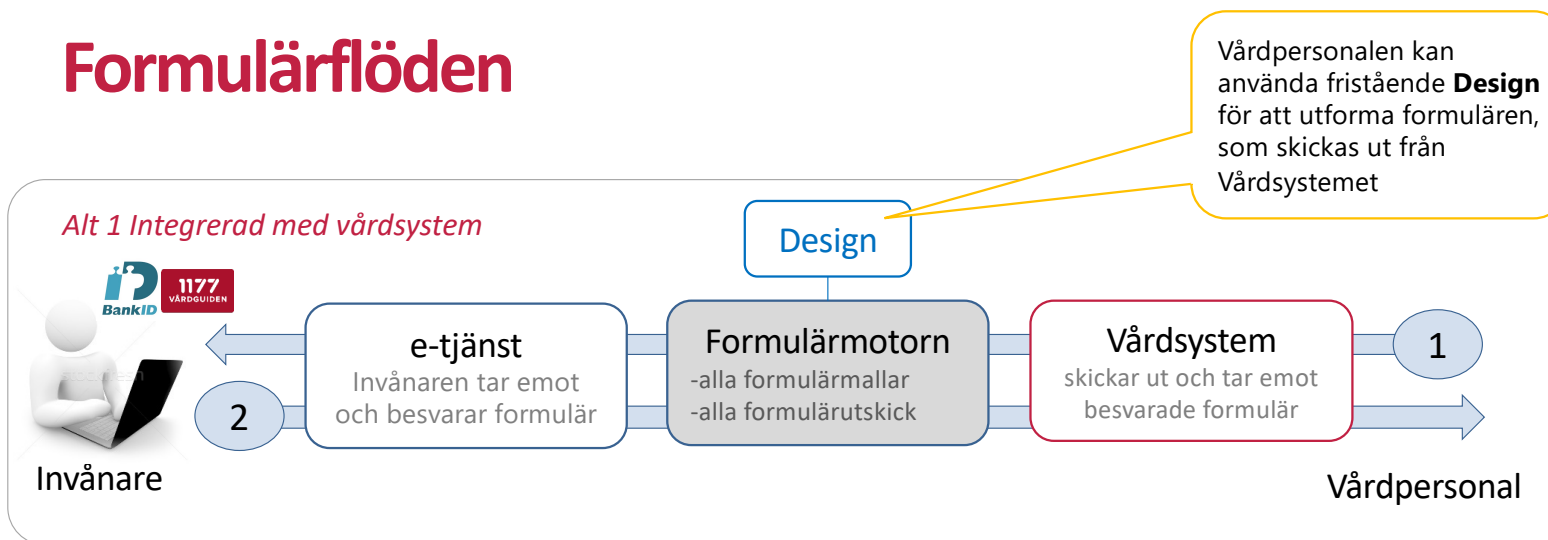 Formulärflöden
Vårdpersonalen kan
använda fristående Design
för att utforma formulären,
som skickas ut från
Vårdsystemet
Alt 1 Integrerad med vårdsystem
Design
BankID
1177
VÅRDGUIDEN
e-tjänst
Invånaren tar emot
och besvarar formulär
Formulärmotorn
-alla formulärmallar
-alla formulärutskick
Vårdsystem
skickar ut och tar emot
besvarade formulär
1
2
Invånare
Vårdpersonal